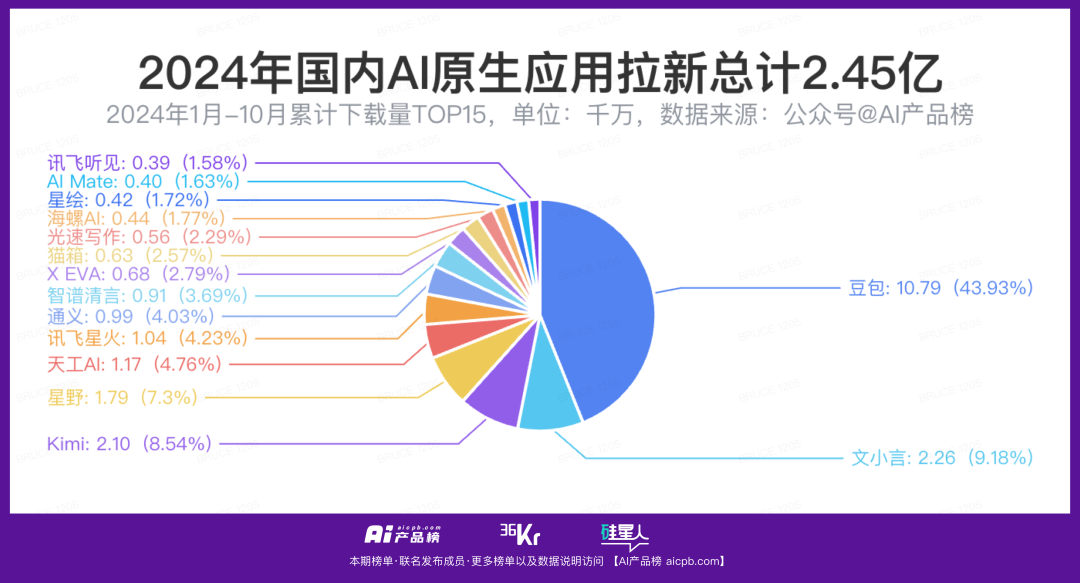 2024年国内AI原生应用拉新总计2.45亿
2024年1月-10月累计下载量TOP15，单位：千万，数据来源：公众号@AI产品榜
讯飞听见: 0.39（1.58%）
AI Mate: 0.40（1.63%）
星绘: 0.42（1.72%）
海螺AI: 0.44（1.77%）
光速写作: 0.56（2.29%）
猫箱: 0.63（2.57%）
X EVA: 0.68（2.79%）
智谱清言: 0.91（3.69%）
通义: 0.99（4.03%）
讯飞星火: 1.04（4.23%）
天工AI: 1.17（4.76%）
星野: 1.79（7.3%）
Kimi: 2.10（8.54%）
豆包: 10.79（43.93%）
文小言: 2.26（9.18%）
Ai产品榜 aicpb.com
36Kr
硅星人
本期榜单·联名发布成员·更多榜单以及数据说明访问 【AI产品榜 aicpb.com】
BRUCE 1205